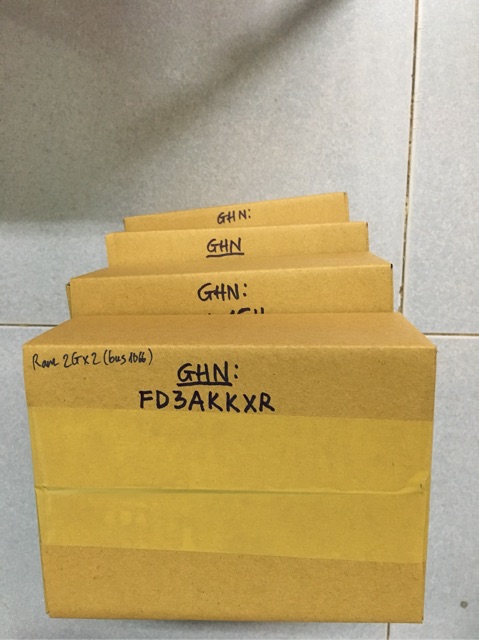 GHN:
GHN
GHN:
Ram 2Gx2 (bus 1066)
GHN:
FD3AKKXR